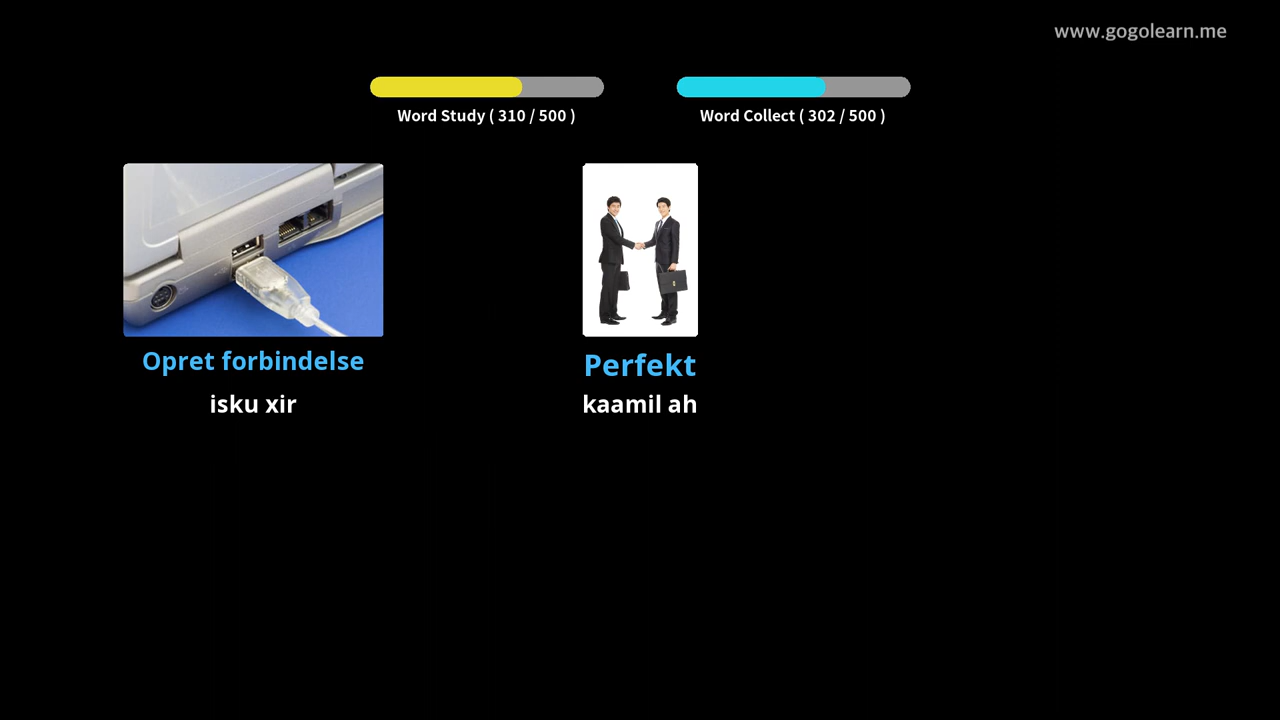 www.gogolearn.me
Word Study ( 310 / 500 )
Word Collect ( 302 / 500 )
Opret forbindelse
isku xir
Perfekt
kaamil ah